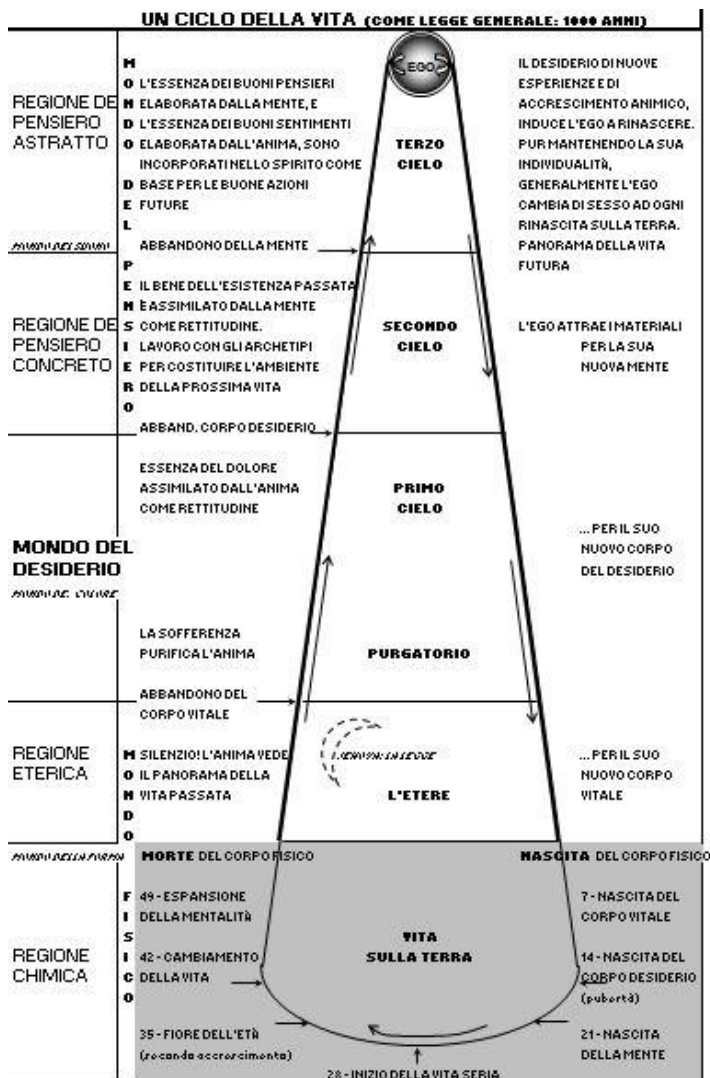 UN CICLO DELLA VITA (COME LEGGE GENERALE: 1000 ANNI)
REGIONE DE
PENSIERO
ASTRATTO
MONDO DEL PENSIERO
L'ESSENZA DEI BUONI PENSIERI
ELABORATA DALLA MENTE, E
L'ESSENZA DEI BUONI SENTIMENTI
ELABORATA DALL'ANIMA, SONO
INCORPORATI NELLO SPIRITO COME
BASE PER LE BUONE AZIONI
FUTURE
ABBANDONO DELLA MENTE
EGO
TERZO
CIELO
IL DESIDERIO DI NUOVE
ESPERIENZE E DI
ACCRESCIMENTO ANIMICO,
INDUCE L'EGO A RINASCERE.
PUR MANTENENDO LA SUA
INDIVIDUALITÀ,
GENERALMENTE L'EGO
CAMBIA DI SESSO AD OGNI
RINASCITA SULLA TERRA.
PANORAMA DELLA VITA
FUTURA
REGIONE DE
PENSIERO
CONCRETO
IL BENE DELL'ESISTENZA PASSATA
È ASSIMILATO DALLA MENTE
COME RETTITUDINE.
LAVORO CON GLI ARCHETIPI
PER COSTITUIRE L'AMBIENTE
DELLA PROSSIMA VITA
ABBAND. CORPO DESIDERIO
SECONDO
CIELO
L'EGO ATTRAE I MATERIALI
PER LA SUA
NUOVA MENTE
ESSENZA DEL DOLORE
ASSIMILATO DALL'ANIMA
COME RETTITUDINE
PRIMO
CIELO
MONDO DEL
DESIDERIO
...PER IL SUO
NUOVO CORPO
DEL DESIDERIO
LA SOFFERENZA
PURIFICA L'ANIMA
PURGATORIO
ABBANDONO DEL
CORPO VITALE
REGIONE
ETERICA
MONDO
SILENZIO! L'ANIMA VEDE
IL PANORAMA DELLA
VITA PASSATA
L'ETERE
...PER IL SUO
NUOVO CORPO
VITALE
MORTE DEL CORPO FISICO
NASCITA DEL CORPO FISICO
REGIONE
CHIMICA
FISICO
49 - ESPANSIONE
DELLA MENTALITÀ
42 - CAMBIAMENTO
DELLA VITA
35 - FIORE DELL'ETÀ
(secondo accrescimento)
VITA
SULLA TERRA
7 - NASCITA DEL
CORPO VITALE
14 - NASCITA DEL
CORPO DESIDERIO
(pubertà)
21 - NASCITA
DELLA MENTE
28 - INIZIO DELLA VITA SERIA